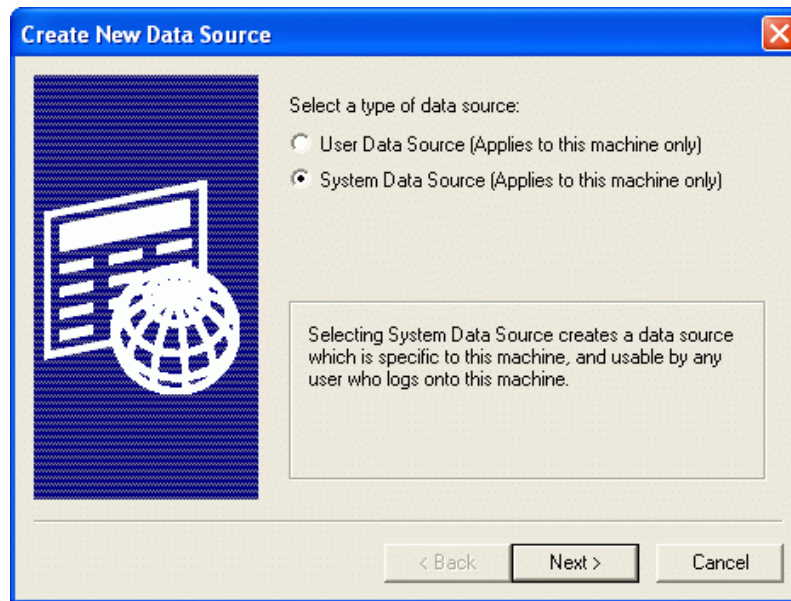 Create New Data Source
Select a type of data source:
User Data Source (Applies to this machine only)
System Data Source (Applies to this machine only)
Selecting System Data Source creates a data source
which is specific to this machine, and usable by any
user who logs onto this machine.
< Back
Next >
Cancel